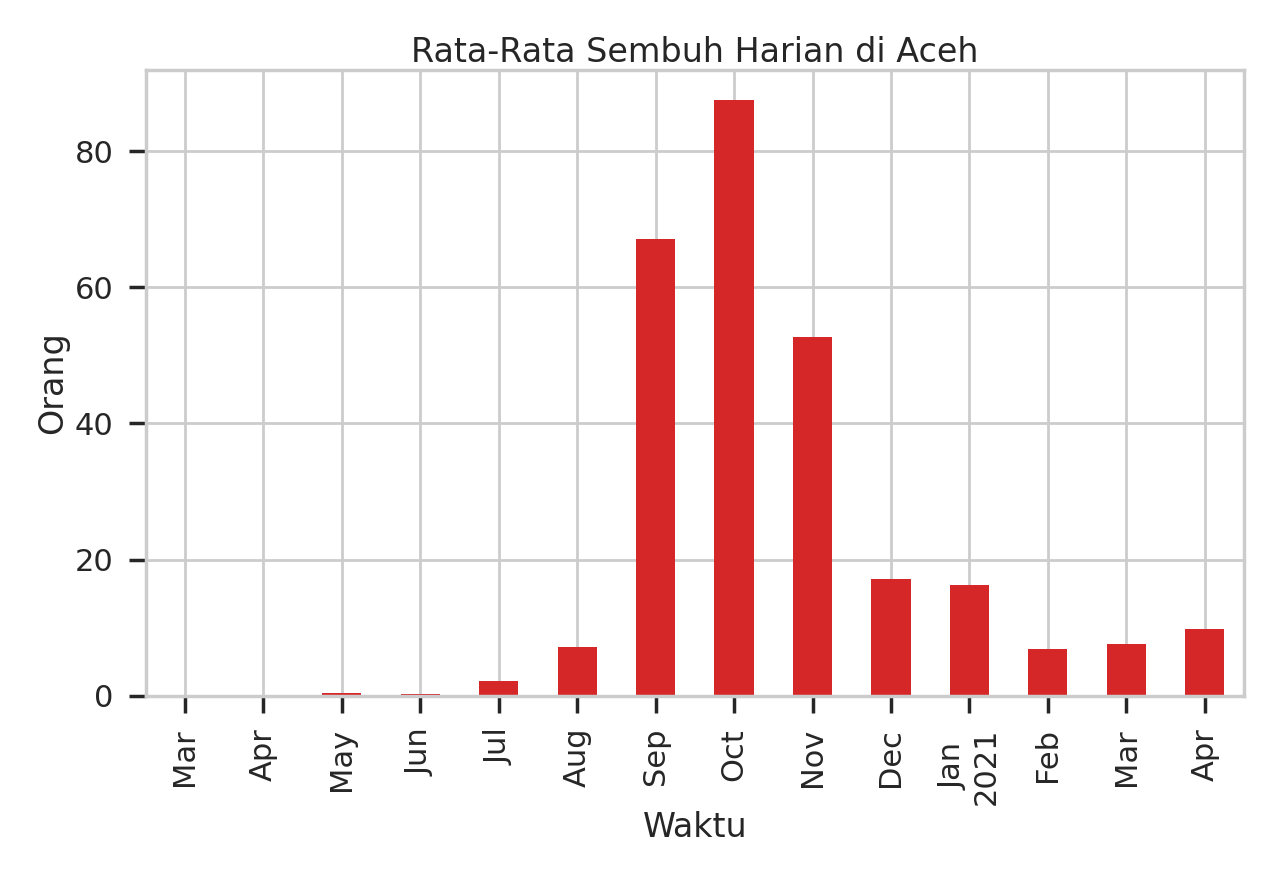 Rata-Rata Sembuh Harian di Aceh
Orang
80
60
40
20
0
Mar
Apr
May
Jun
Jul
Aug
Sep
Oct
Nov
Dec
Jan
2021
Feb
Mar
Apr
Waktu